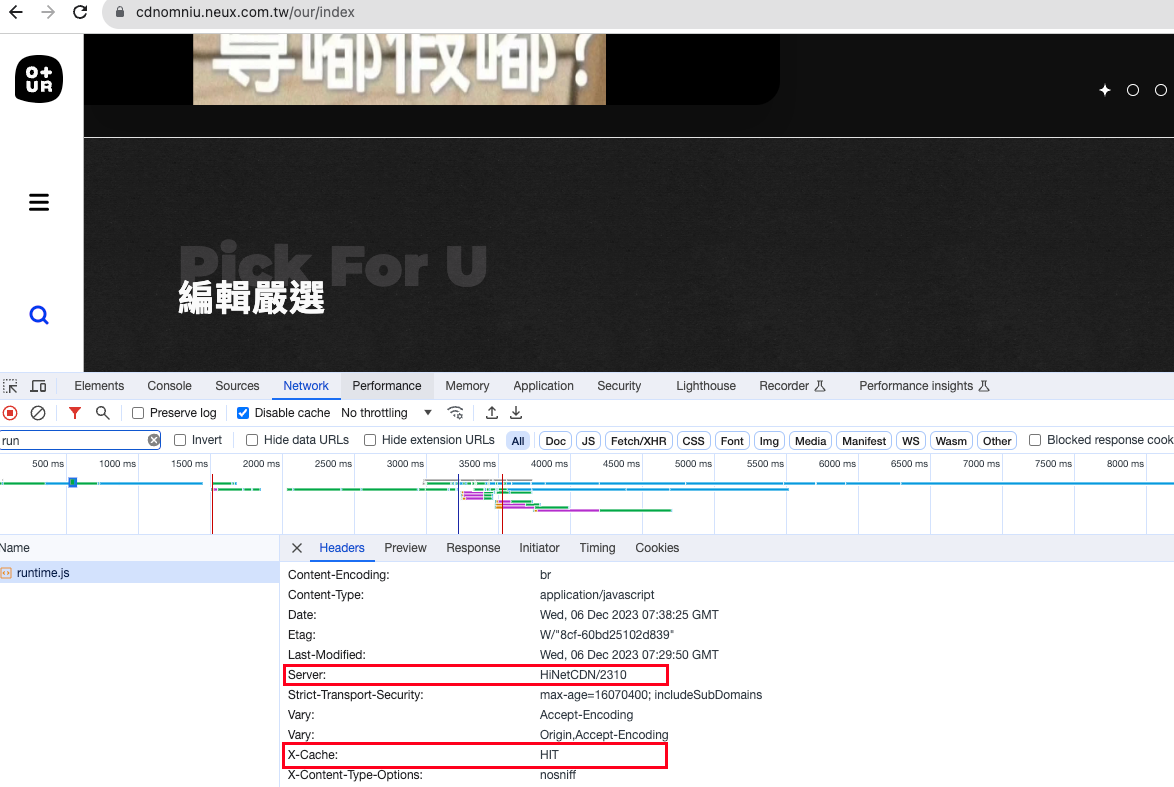 cdnomniu.neux.com.tw/our/index
O+
UR
尊嘟假嘟?
Pick For U
編輯嚴選
Elements Console Sources Network Performance Memory Application Security Lighthouse Recorder Performance insights
Preserve log Disable cache No throttling
run Invert Hide data URLs Hide extension URLs All Doc JS Fetch/XHR CSS Font Img Media Manifest WS Wasm Other Blocked response cook
500 ms 1000 ms 1500 ms 2000 ms 2500 ms 3000 ms 3500 ms 4000 ms 4500 ms 5000 ms 5500 ms 6000 ms 6500 ms 7000 ms 7500 ms 8000 ms
Name Headers Preview Response Initiator Timing Cookies
runtime.js
Content-Encoding: br
Content-Type: application/javascript
Date: Wed, 06 Dec 2023 07:38:25 GMT
Etag: W/"8cf-60bd25102d839"
Last-Modified: Wed, 06 Dec 2023 07:29:50 GMT
Server: HiNetCDN/2310
Strict-Transport-Security: max-age=16070400; includeSubDomains
Vary: Accept-Encoding
Vary: Origin,Accept-Encoding
X-Cache: HIT
X-Content-Type-Options: nosniff